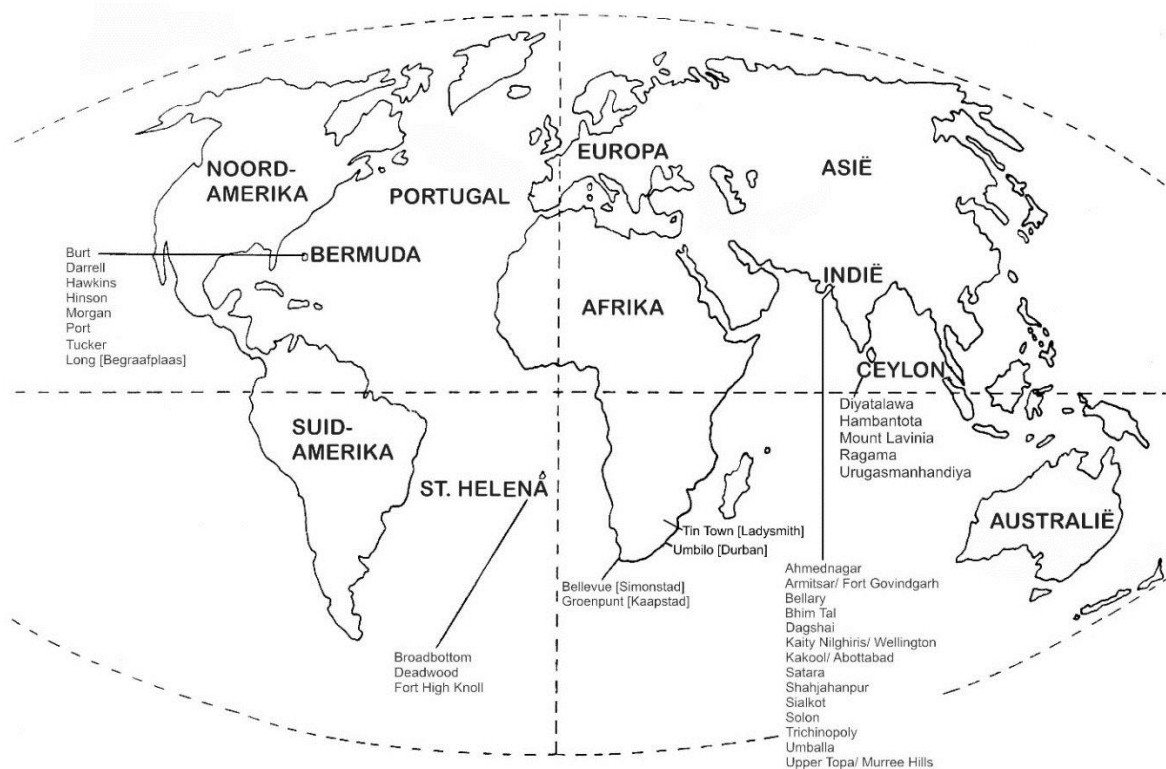 NOORD-
AMERIKA
PORTUGAL
EUROPA
ASIË
Burt
Darrell
Hawkins
Hinson
Morgan
Port
Tucker
Long [Begraafplaas]
BERMUDA
AFRIKA
INDIË
CEYLON
Diyatalawa
Hambantota
Mount Lavinia
Ragama
Urugasmanhandiya
SUID-
AMERIKA
ST. HELENA
AUSTRALIË
Tin Town [Ladysmith]
Umbilo [Durban]
Bellevue [Simonstad]
Groenpunt [Kaapstad]
Broadbottom
Deadwood
Fort High Knoll
Ahmednagar
Armitsar/ Fort Govindgarh
Bellary
Bhim Tal
Dagshai
Kaity Nilghiris/ Wellington
Kakool/ Abottabad
Satara
Shahjahanpur
Sialkot
Solon
Trichinopoly
Umballa
Upper Topa/ Murree Hills